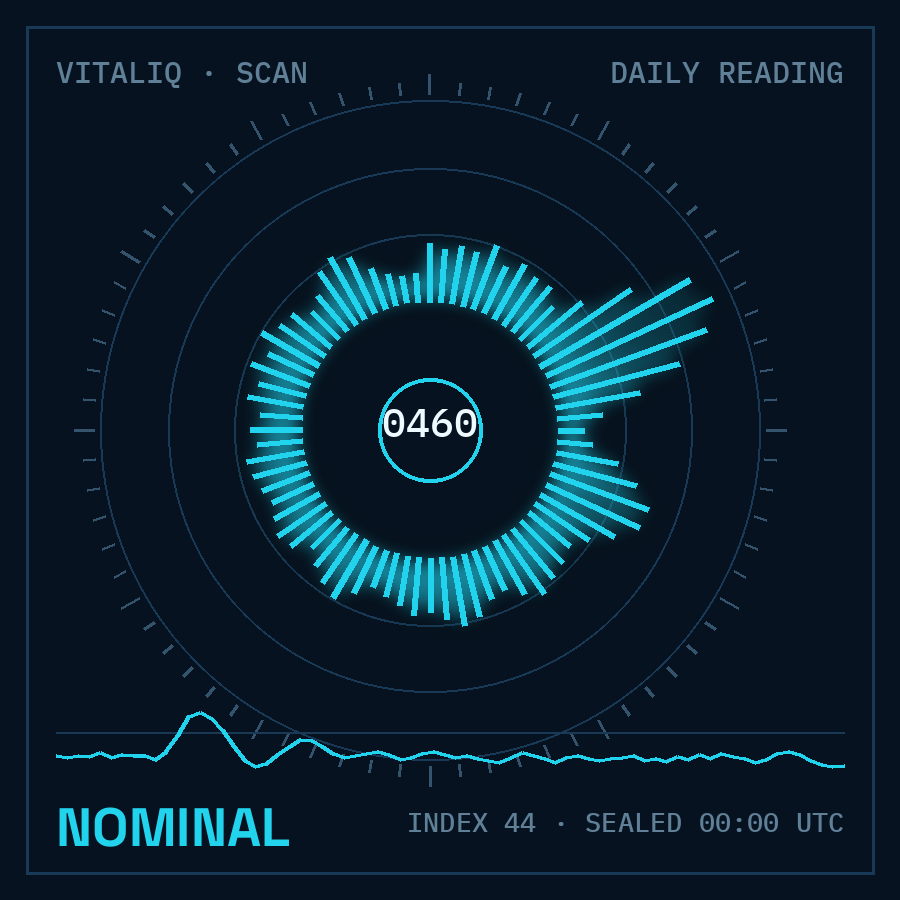 VITALIQ · SCAN
DAILY READING
0460
NOMINAL
INDEX 44 · SEALED 00:00 UTC